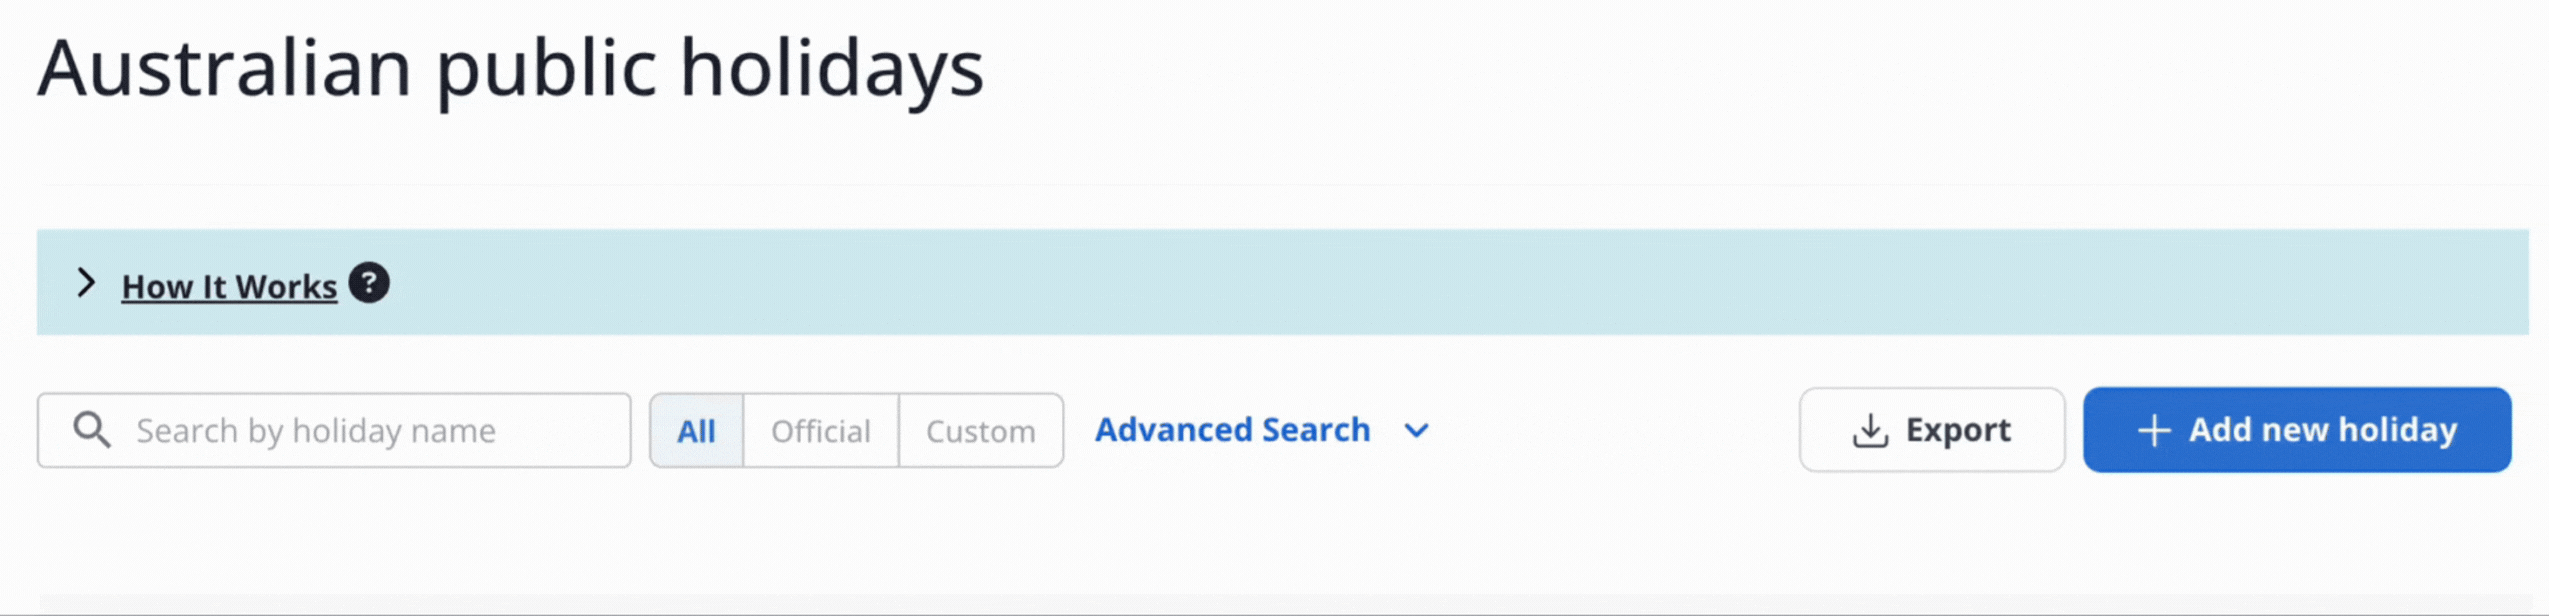 Australian public holidays
How It Works ?
Search by holiday name
All Official Custom Advanced Search Export + Add new holiday